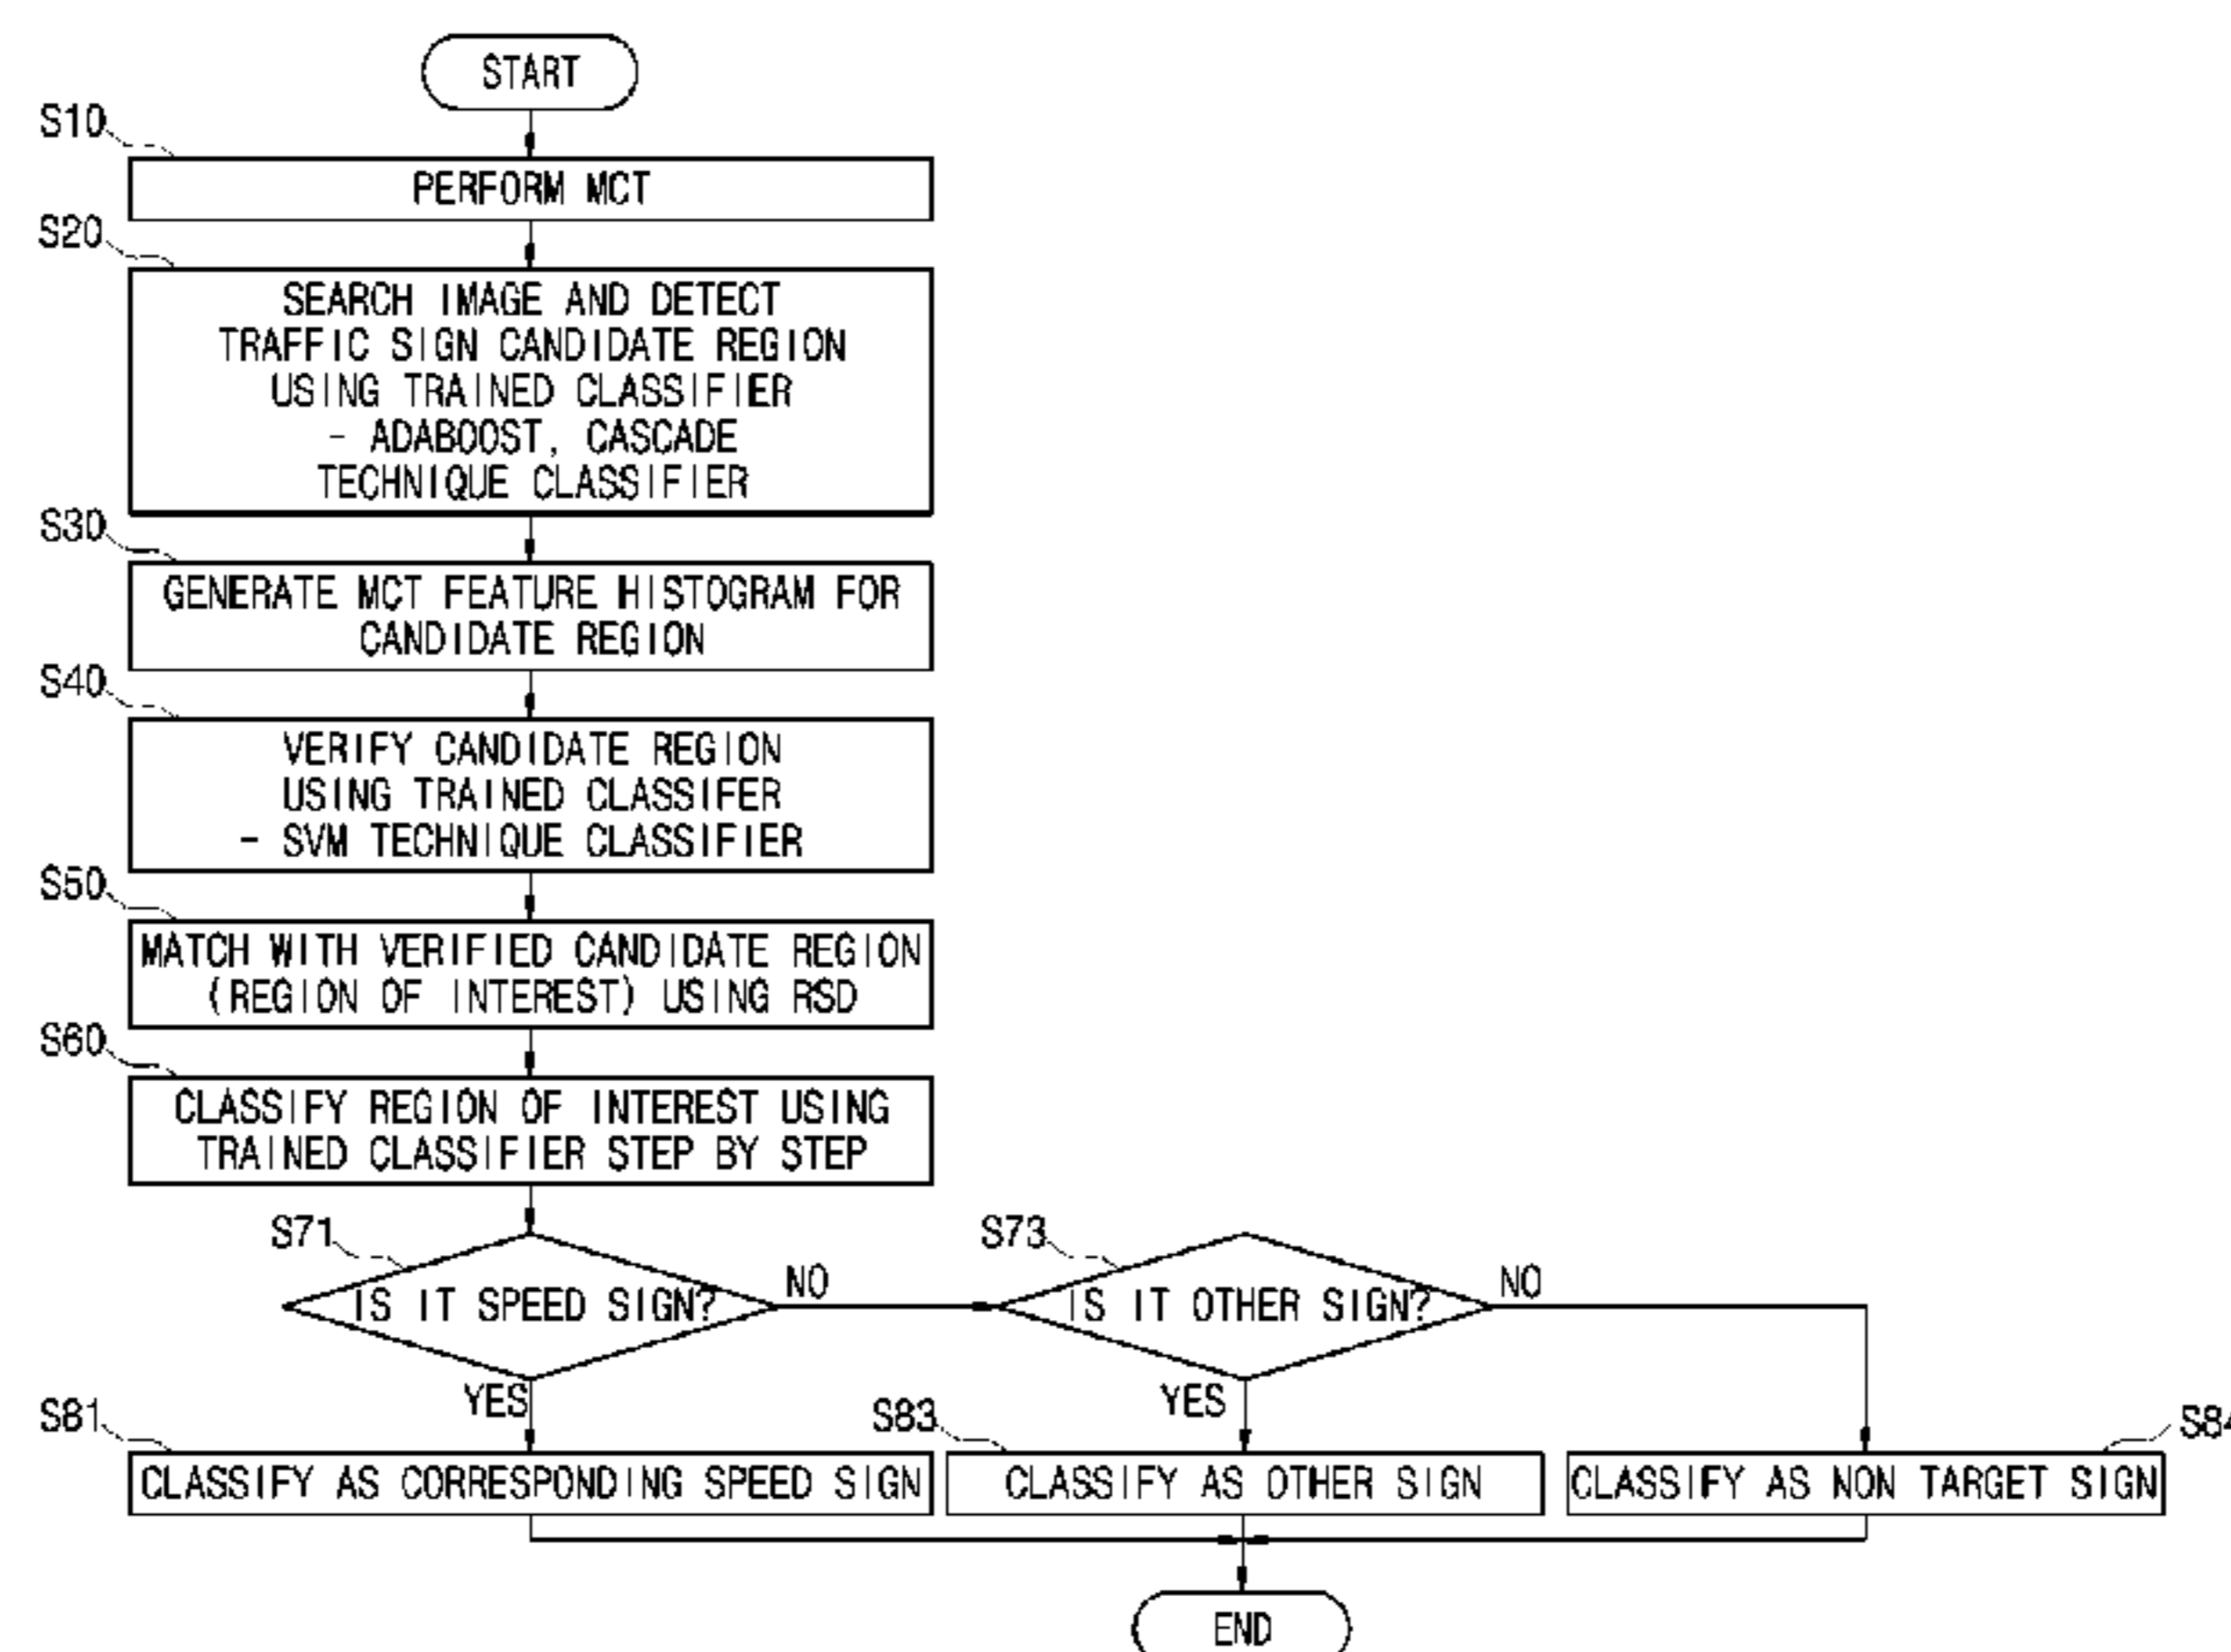 START
S10
PERFORM MCT
S20
SEARCH IMAGE AND DETECT
TRAFFIC SIGN CANDIDATE REGION
USING TRAINED CLASSIFIER
- ADABOOST, CASCADE
TECHNIQUE CLASSIFIER
S30
GENERATE MCT FEATURE HISTOGRAM FOR
CANDIDATE REGION
S40
VERIFY CANDIDATE REGION
USING TRAINED CLASSIFER
- SVM TECHNIQUE CLASSIFIER
S50
MATCH WITH VERIFIED CANDIDATE REGION
(REGION OF INTEREST) USING RSD
S60
CLASSIFY REGION OF INTEREST USING
TRAINED CLASSIFIER STEP BY STEP
S71
IS IT SPEED SIGN?
NO
S73
IS IT OTHER SIGN?
NO
YES
YES
S81
CLASSIFY AS CORRESPONDING SPEED SIGN
S83
CLASSIFY AS OTHER SIGN
S84
CLASSIFY AS NON TARGET SIGN
END